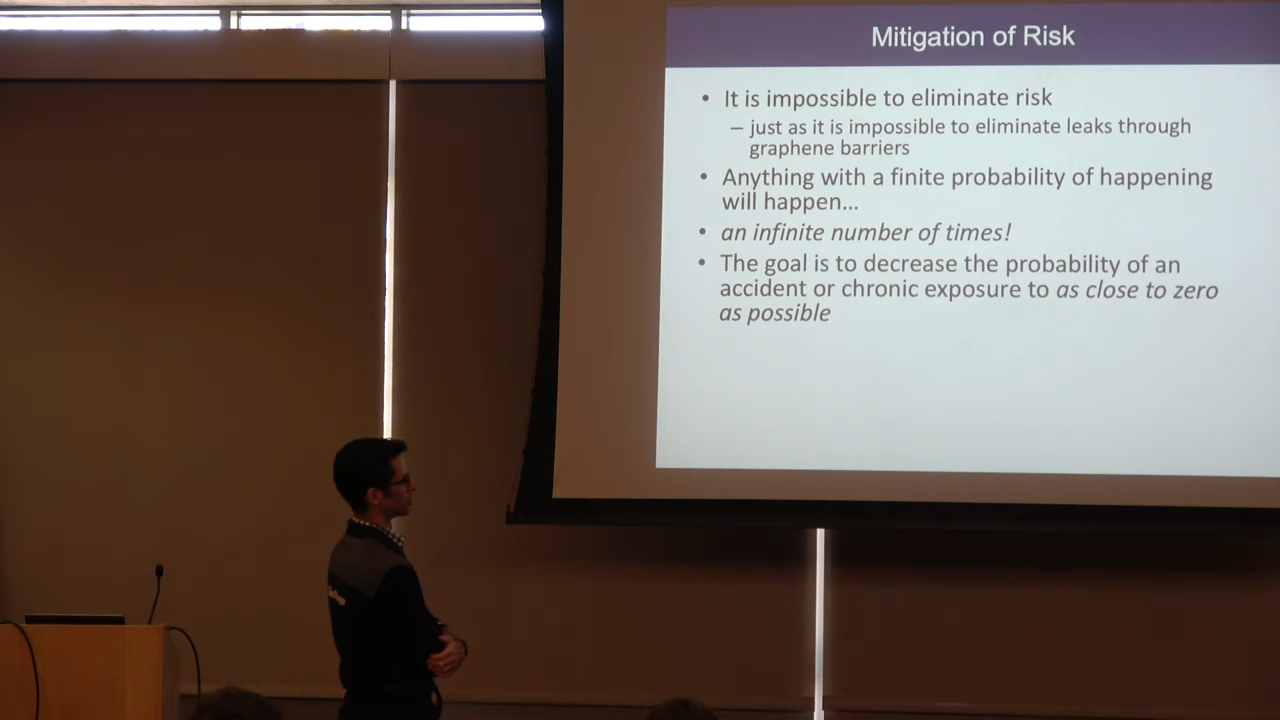 Mitigation of Risk
• It is impossible to eliminate risk
– just as it is impossible to eliminate leaks through
graphene barriers
• Anything with a finite probability of happening
will happen…
• an infinite number of times!
• The goal is to decrease the probability of an
accident or chronic exposure to as close to zero
as possible